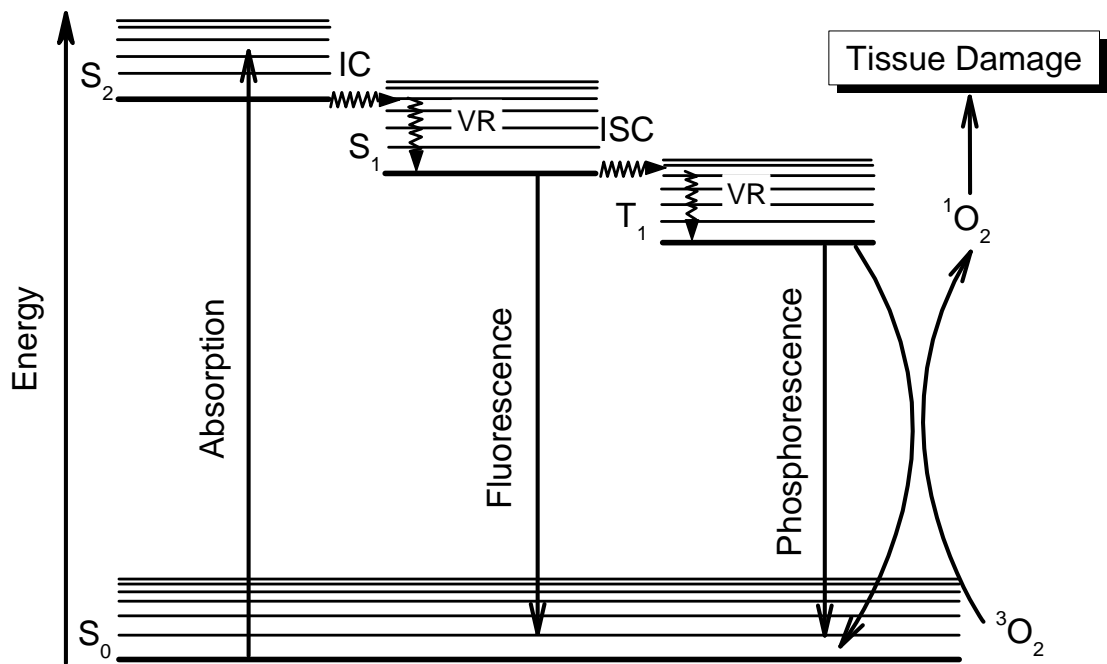 Tissue Damage
IC
S2
VR
ISC
S1
VR
T1
1O2
Energy
Absorption
Fluorescence
Phosphorescence
S0
3O2